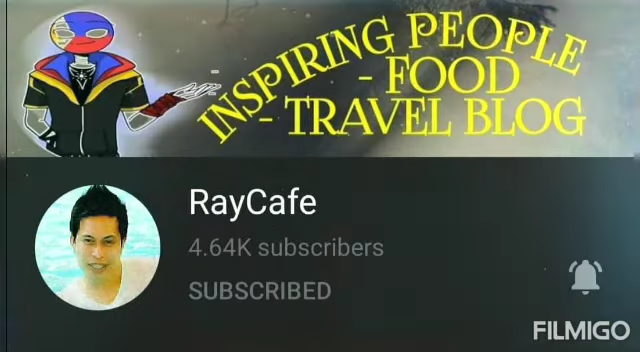 INSPIRING PEOPLE
- FOOD
- TRAVEL BLOG
RayCafe
4.64K subscribers
SUBSCRIBED
FILMIGO